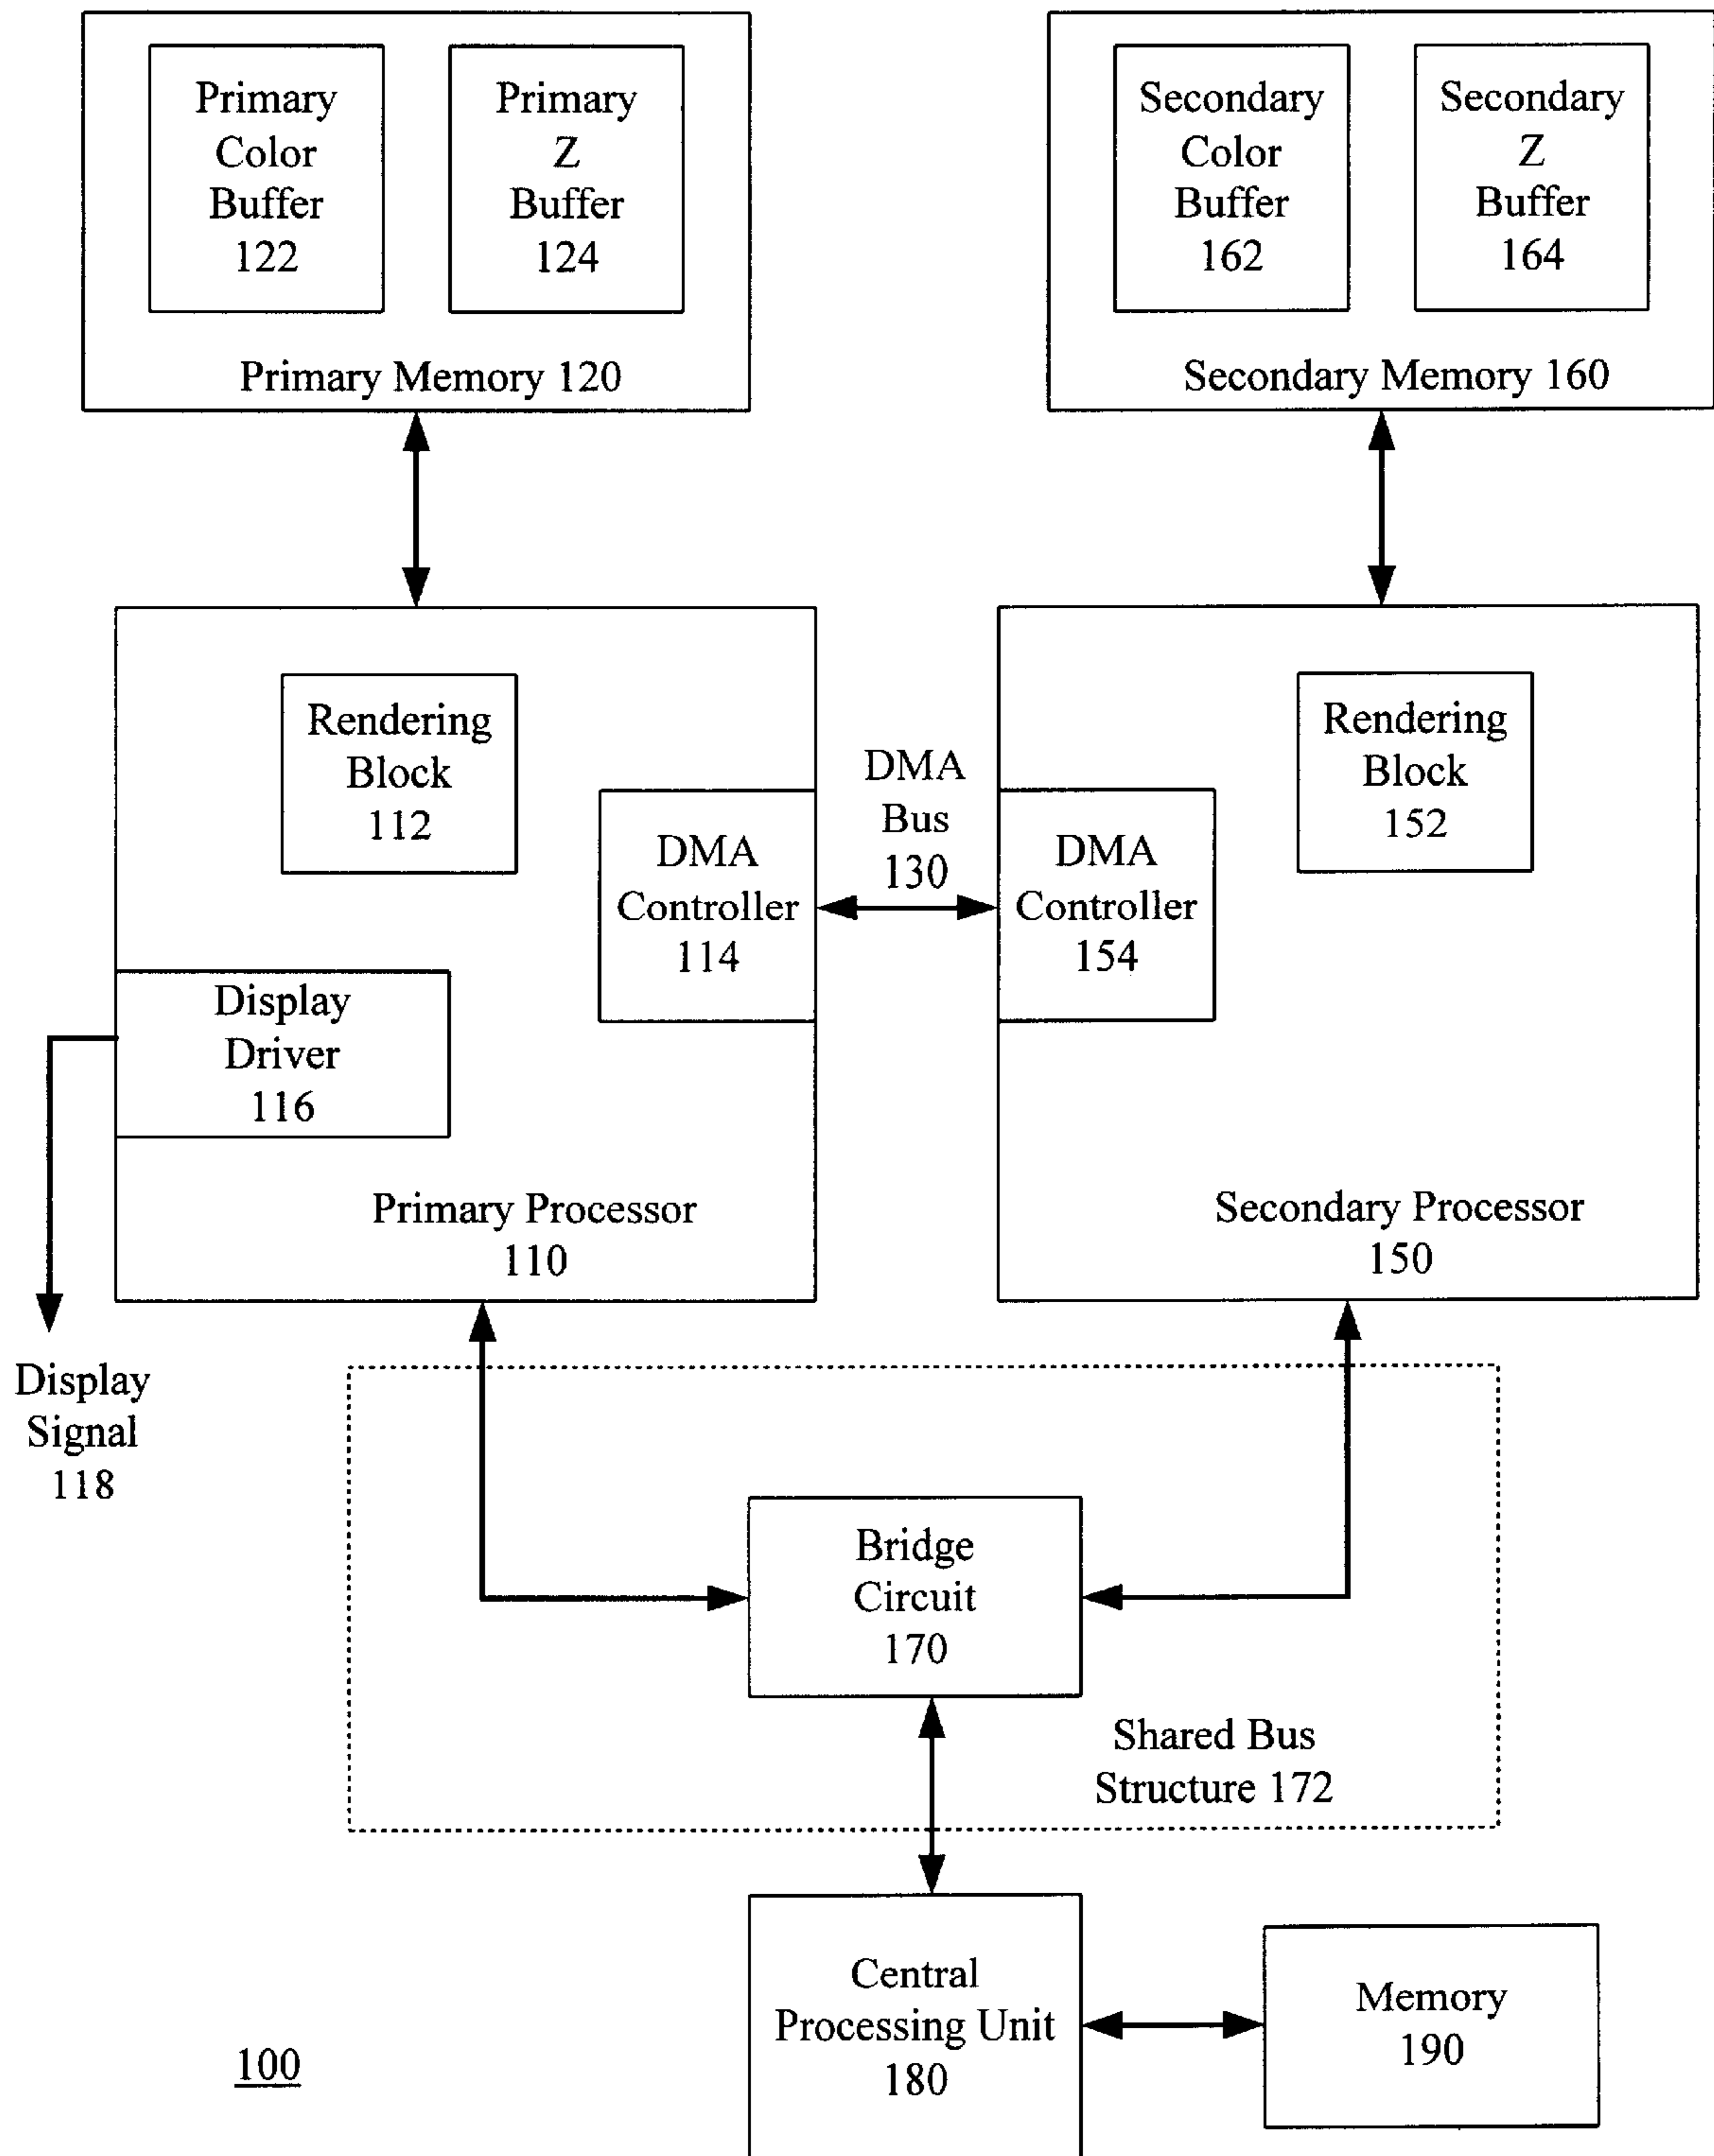 Primary
Color
Buffer
122
Primary
Z
Buffer
124
Primary Memory 120
Secondary
Color
Buffer
162
Secondary
Z
Buffer
164
Secondary Memory 160
Rendering
Block
112
DMA
Controller
114
Display
Driver
116
Primary Processor
110
DMA
Bus
130
Rendering
Block
152
DMA
Controller
154
Secondary Processor
150
Display
Signal
118
Bridge
Circuit
170
Shared Bus
Structure 172
Central
Processing Unit
180
Memory
190
100